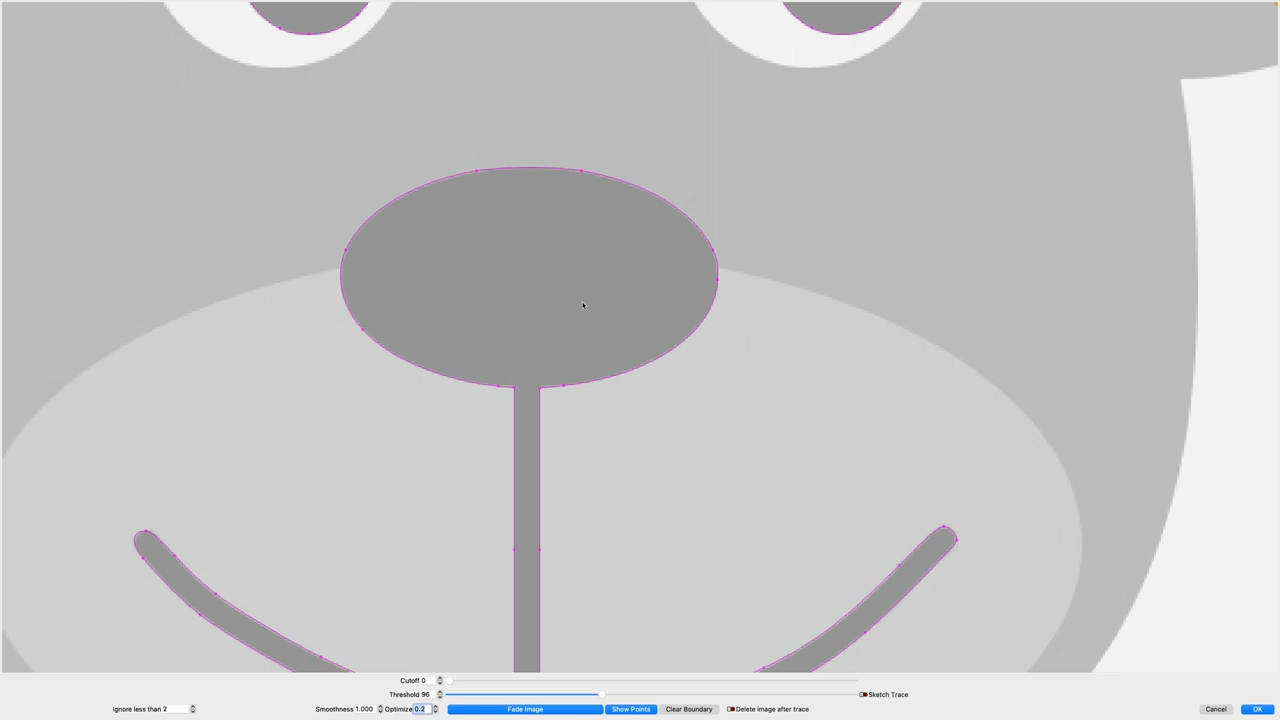 Cutoff 0
Threshold 96 Sketch Trace
Ignore less than 2 Smoothness 1.000 Optimize 0.2 Fade Image Show Points Clear Boundary Delete image after trace Cancel OK